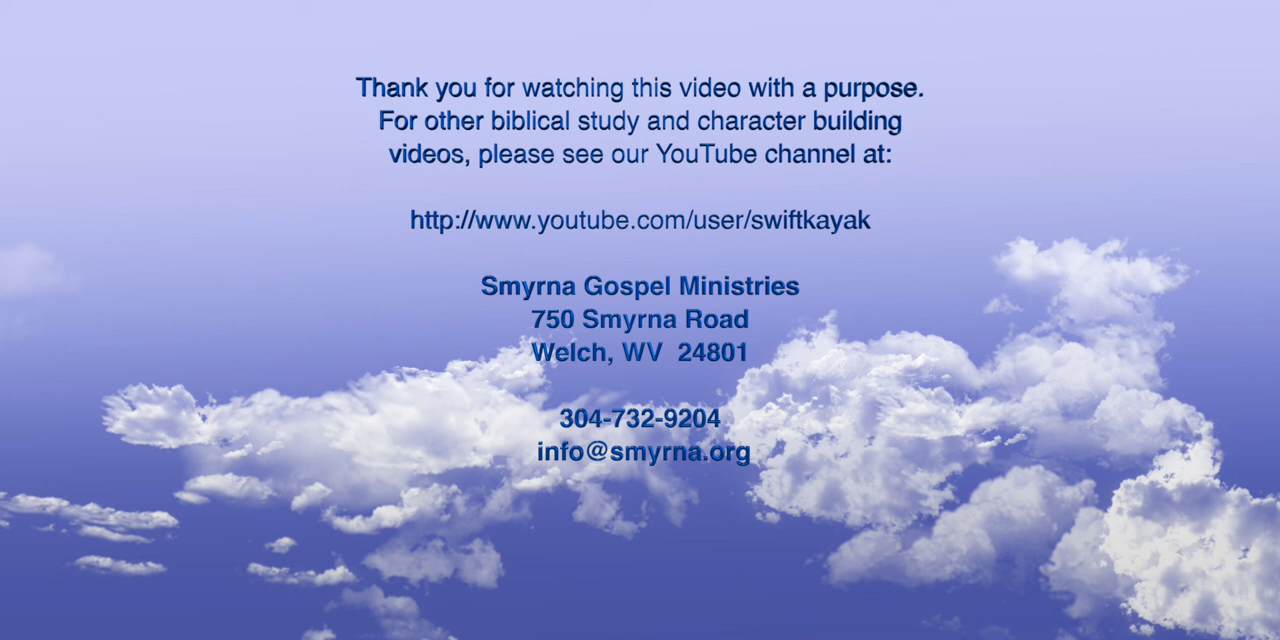 Thank you for watching this video with a purpose.
For other biblical study and character building
videos, please see our YouTube channel at:
http://www.youtube.com/user/swiftkayak
Smyrna Gospel Ministries
750 Smyrna Road
Welch, WV  24801
304-732-9204
info@smyrna.org